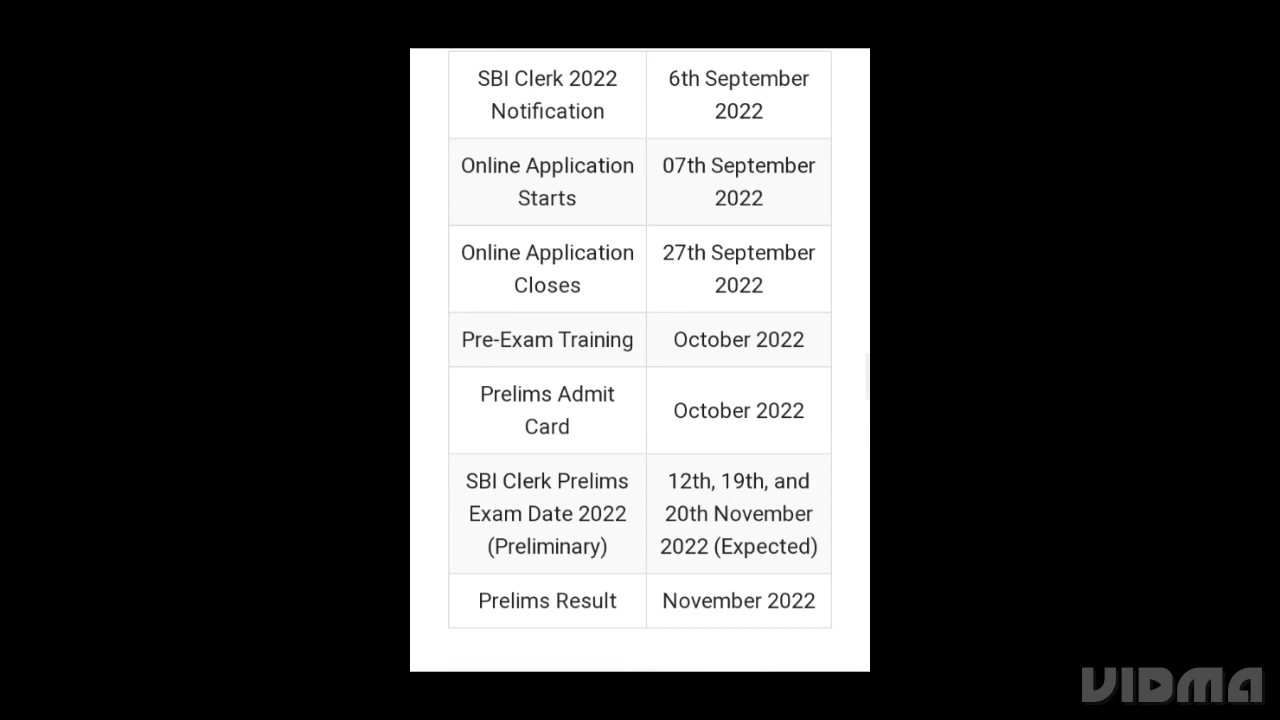 SBI Clerk 2022
Notification
6th September
2022
Online Application
Starts
07th September
2022
Online Application
Closes
27th September
2022
Pre-Exam Training
October 2022
Prelims Admit
Card
October 2022
SBI Clerk Prelims
Exam Date 2022
(Preliminary)
12th, 19th, and
20th November
2022 (Expected)
Prelims Result
November 2022
VIDMA